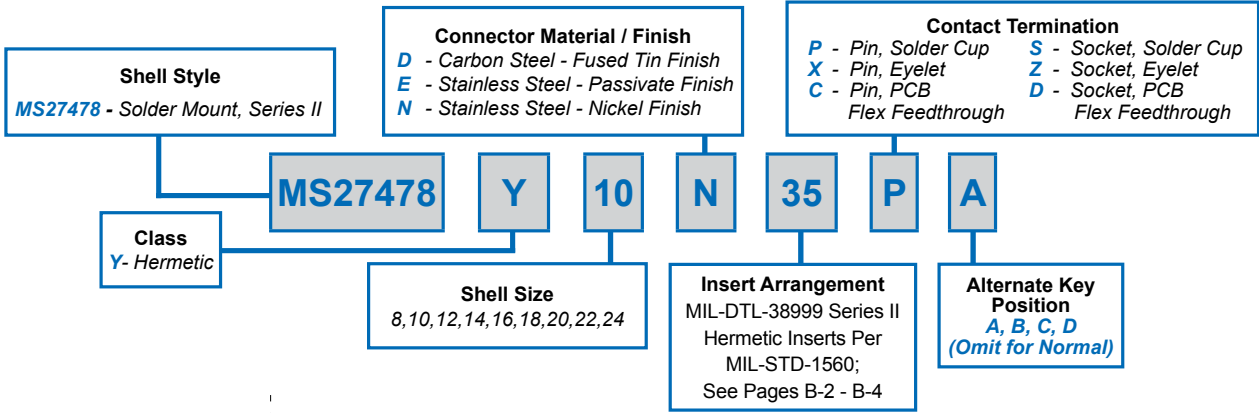 Shell Style
MS27478 - Solder Mount, Series II
Connector Material / Finish
D - Carbon Steel - Fused Tin Finish
E - Stainless Steel - Passivate Finish
N - Stainless Steel - Nickel Finish
Contact Termination
P - Pin, Solder Cup
X - Pin, Eyelet
C - Pin, PCB
Flex Feedthrough
S - Socket, Solder Cup
Z - Socket, Eyelet
D - Socket, PCB
Flex Feedthrough
MS27478 Y 10 N 35 P A
Class
Y- Hermetic
Shell Size
8,10,12,14,16,18,20,22,24
Insert Arrangement
MIL-DTL-38999 Series II
Hermetic Inserts Per
MIL-STD-1560;
See Pages B-2 - B-4
Alternate Key
Position
A, B, C, D
(Omit for Normal)